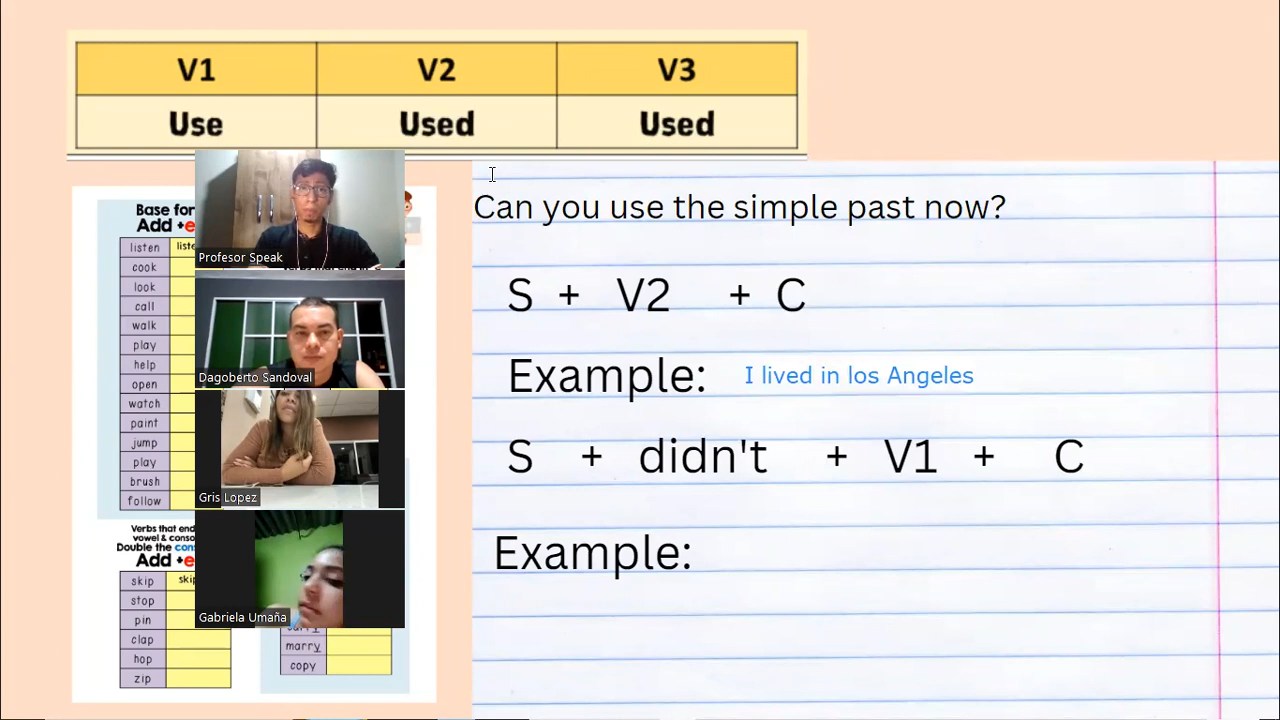 V1 V2 V3
Use Used Used
Can you use the simple past now?
S + V2 + C
Example: I lived in los Angeles
S + didn't + V1 + C
Example:
Profesor Speak
Dagoberto Sandoval
Gris Lopez
Gabriela Umaña
Base for
Add +e
listen
cook
look
call
walk
play
help
open
watch
paint
jump
play
brush
follow
Verbs that end
vowel & conso
Double the con
Add +e
skip skip
stop
pin
clap
hop
zip
marry
copy